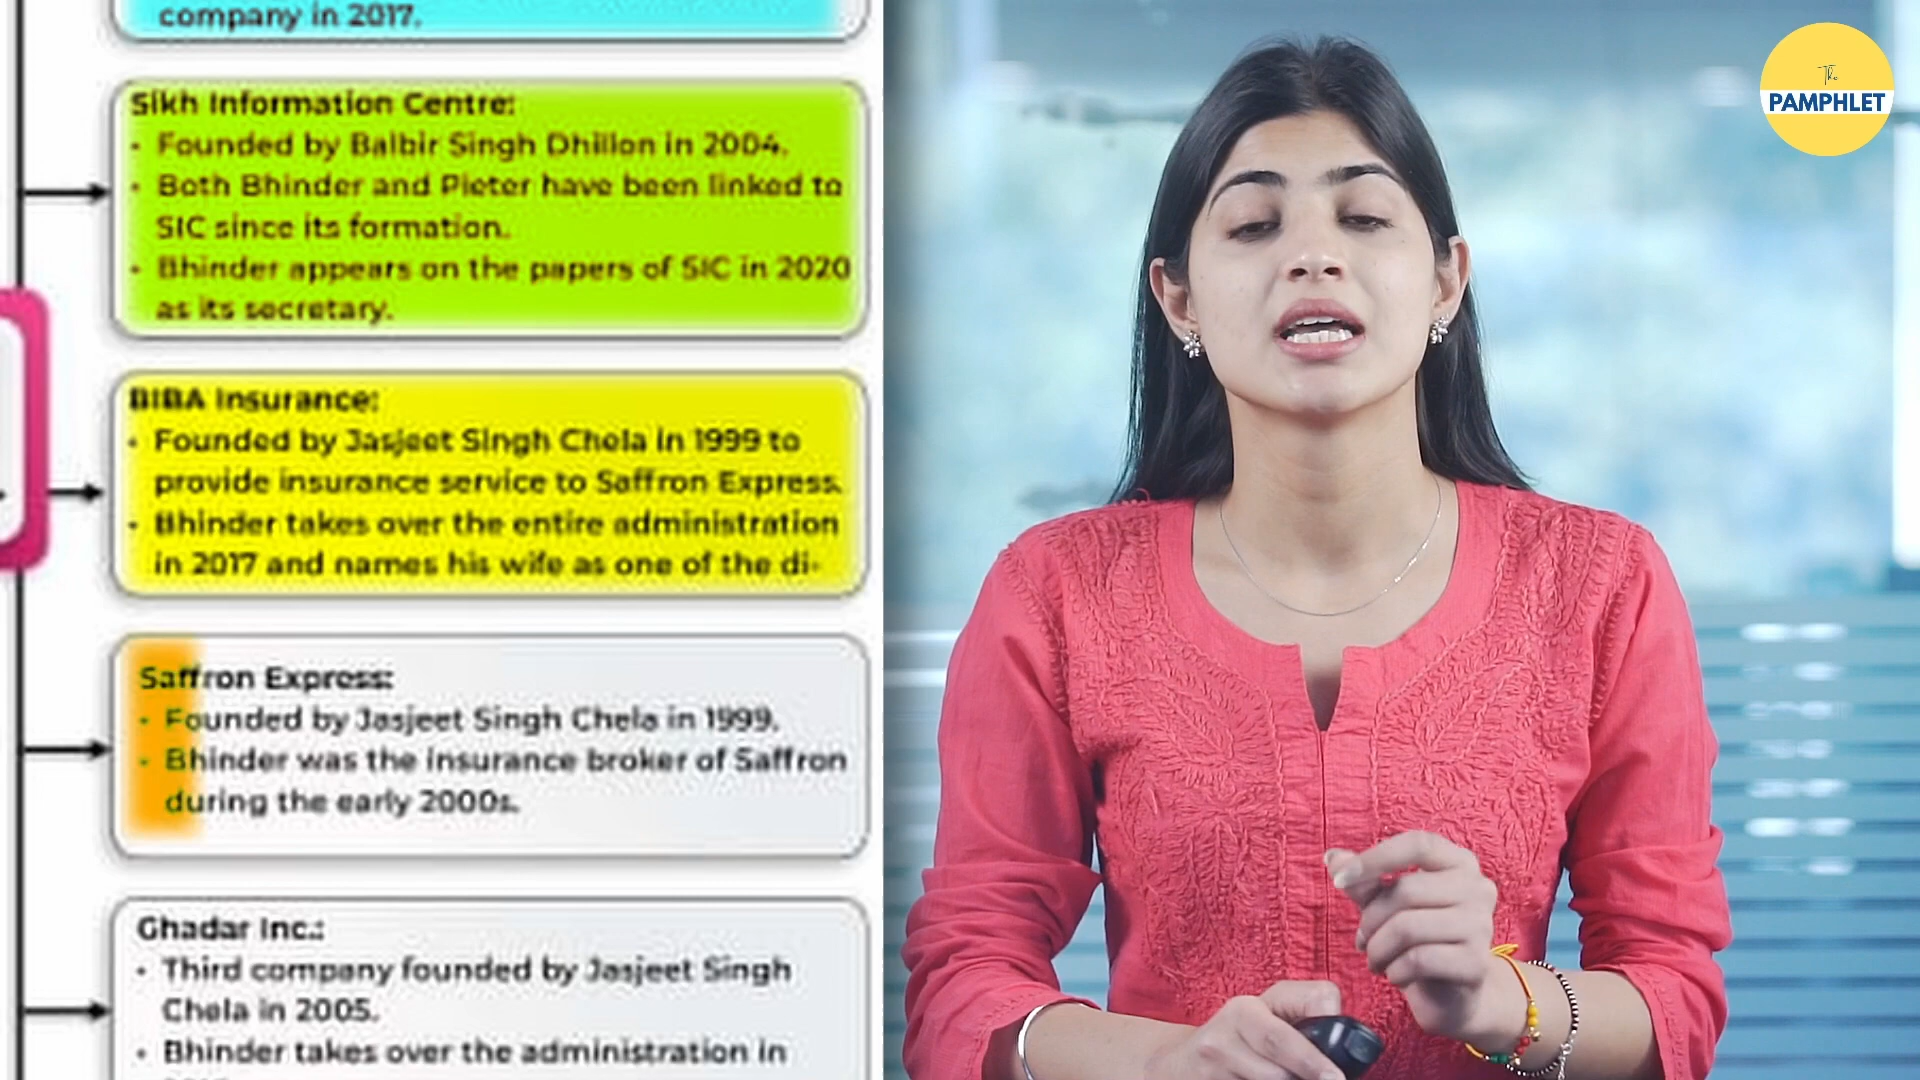 company in 2017.
Sikh Information Centre:
• Founded by Balbir Singh Dhillon in 2004.
• Both Bhinder and Pieter have been linked to
SIC since its formation.
• Bhinder appears on the papers of SIC in 2020
as its secretary.
BIBA Insurance:
• Founded by Jasjeet Singh Chela in 1999 to
provide insurance service to Saffron Express.
• Bhinder takes over the entire administration
in 2017 and names his wife as one of the di-
Saffron Express:
• Founded by Jasjeet Singh Chela in 1999.
• Bhinder was the insurance broker of Saffron
during the early 2000s.
Ghadar Inc.:
• Third company founded by Jasjeet Singh
Chela in 2005.
• Bhinder takes over the administration in
The
PAMPHLET